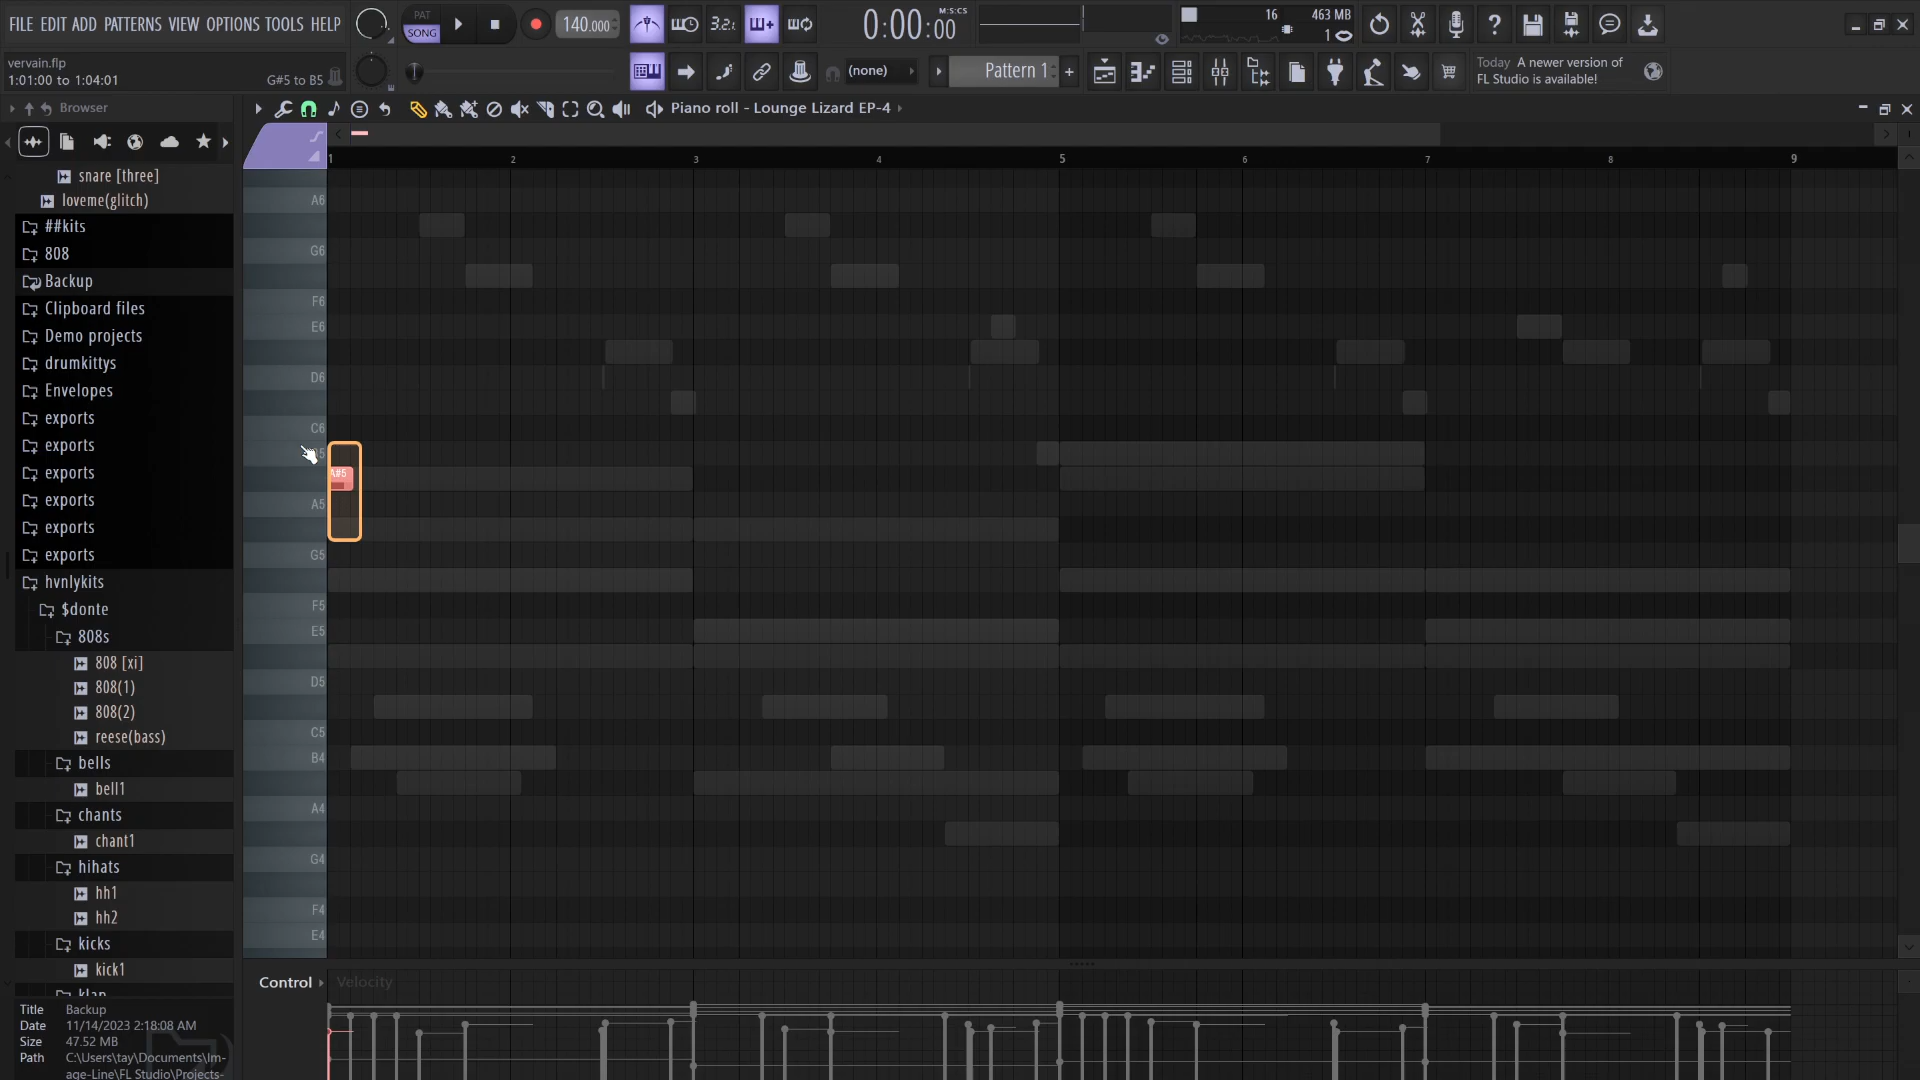 FILE EDIT ADD PATTERNS VIEW OPTIONS TOOLS HELP
PAT
SONG
140.000
3.2.
0:00:00
M:S:CS
16
463 MB
1
vervain.flp
1:01:00 to 1:04:01
G#5 to B5
(none)
Pattern 1
Today A newer version of
FL Studio is available!
Browser
Piano roll - Lounge Lizard EP-4
snare [three]
loveme(glitch)
##kits
808
Backup
Clipboard files
Demo projects
drumkittys
Envelopes
exports
exports
exports
exports
exports
exports
hvnlykits
$donte
808s
808 [xi]
808(1)
808(2)
reese(bass)
bells
bell1
chants
chant1
hihats
hh1
hh2
kicks
kick1
klap
Title Backup
Date 11/14/2023 2:18:08 AM
Size 47.52 MB
Path C:\Users\tay\Documents\Im-
age-Line\FL Studio\Projects-
1 2 3 4 5 6 7 8 9
A6
G6
F6
E6
D6
C6
A#5
A5
G5
F5
E5
D5
C5
B4
A4
G4
F4
E4
Control
Velocity